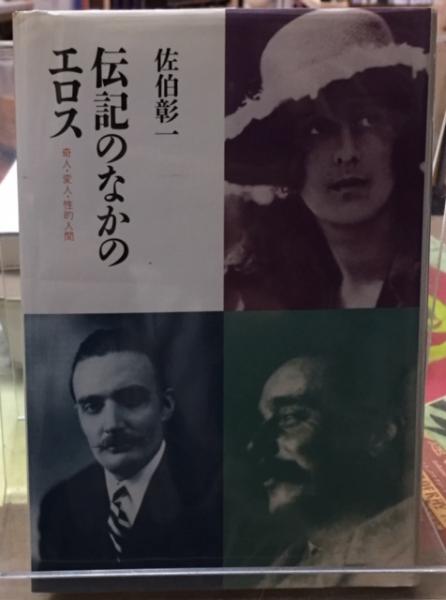 佐伯彰一
伝記のなかの
エロス
奇人・変人・性的人間